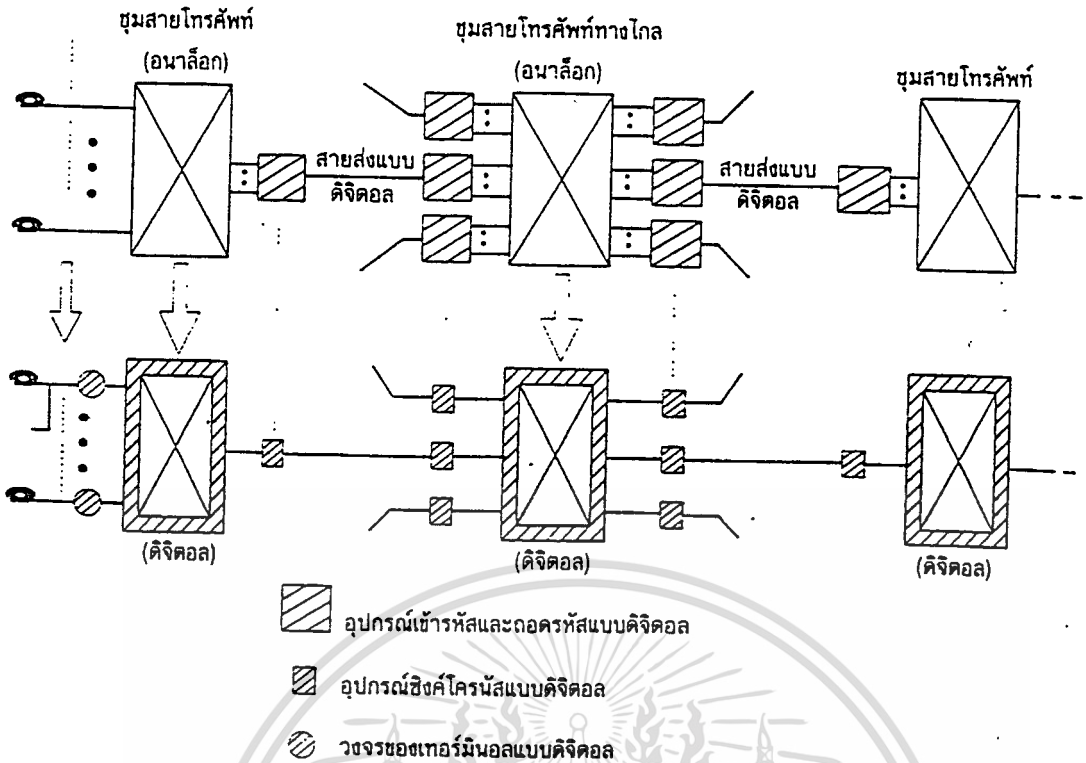 ชุมสายโทรศัพท์
(อนาล็อก)
ชุมสายโทรศัพท์ทางไกล
(อนาล็อก)
ชุมสายโทรศัพท์
สายส่งแบบ
ดิจิตอล
สายส่งแบบ
ดิจิตอล
(ดิจิตอล)
(ดิจิตอล)
(ดิจิตอล)
อุปกรณ์เข้ารหัสและถอดรหัสแบบดิจิตอล
อุปกรณ์ซิงค์โครนัสแบบดิจิตอล
วงจรของเทอร์มินอลแบบดิจิตอล